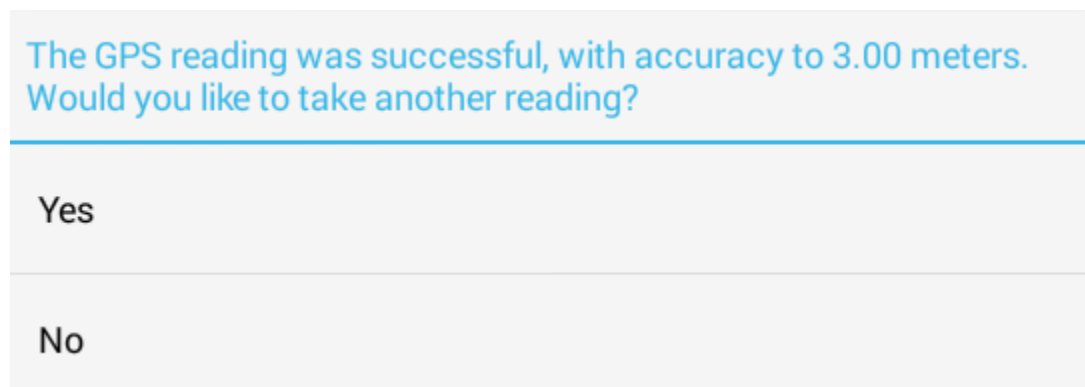 The GPS reading was successful, with accuracy to 3.00 meters.
Would you like to take another reading?
Yes
No